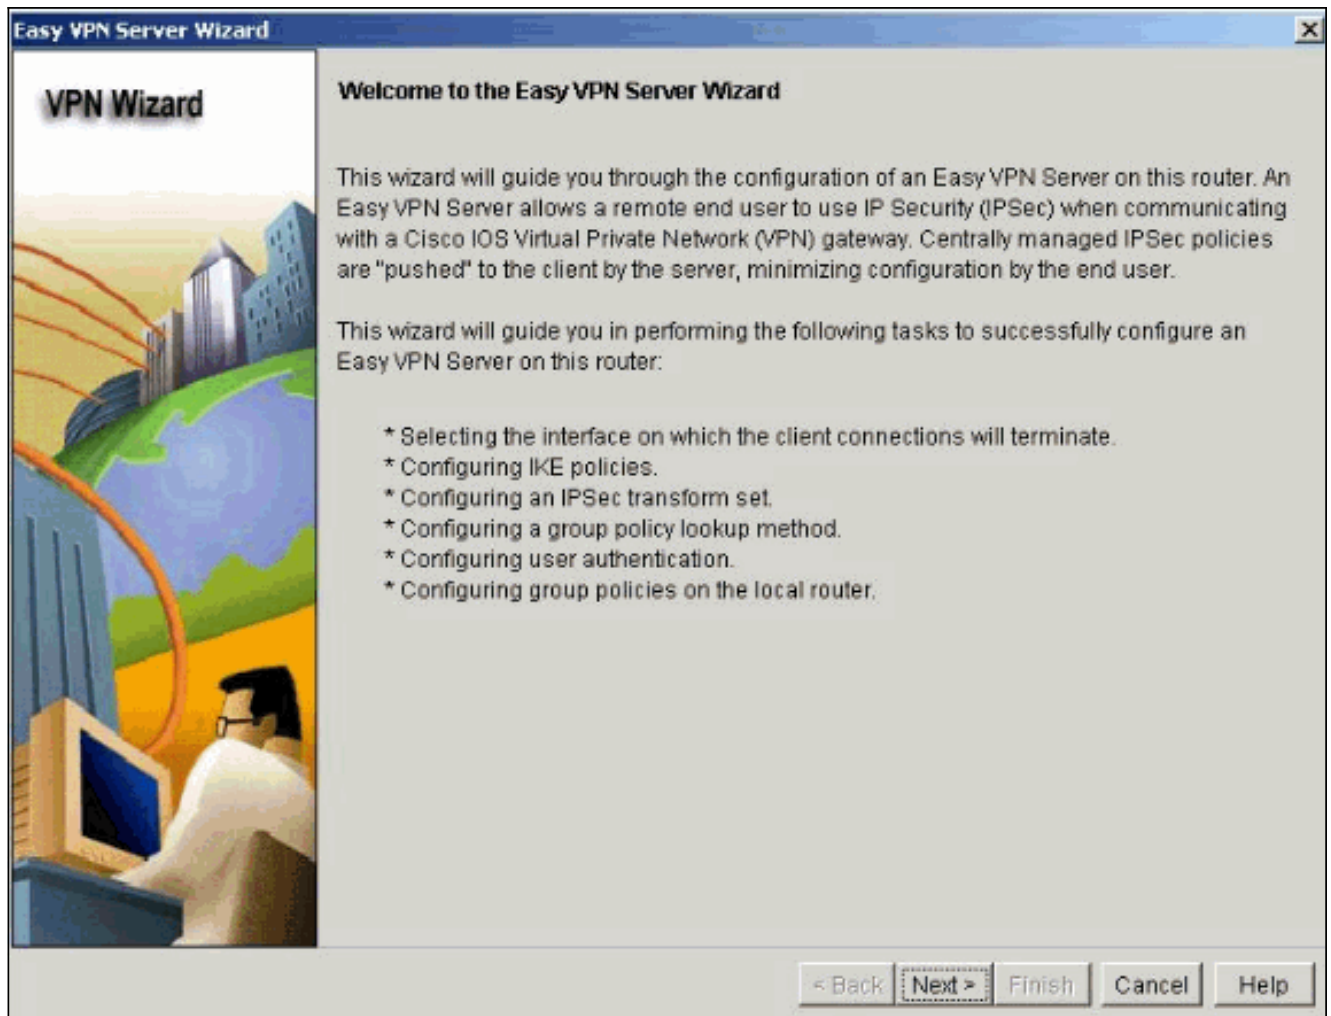 Easy VPN Server Wizard
VPN Wizard
Welcome to the Easy VPN Server Wizard
This wizard will guide you through the configuration of an Easy VPN Server on this router. An
Easy VPN Server allows a remote end user to use IP Security (IPSec) when communicating
with a Cisco IOS Virtual Private Network (VPN) gateway. Centrally managed IPSec policies
are "pushed" to the client by the server, minimizing configuration by the end user.
This wizard will guide you in performing the following tasks to successfully configure an
Easy VPN Server on this router:
* Selecting the interface on which the client connections will terminate.
* Configuring IKE policies.
* Configuring an IPSec transform set.
* Configuring a group policy lookup method.
* Configuring user authentication.
* Configuring group policies on the local router.
< Back Next > Finish Cancel Help